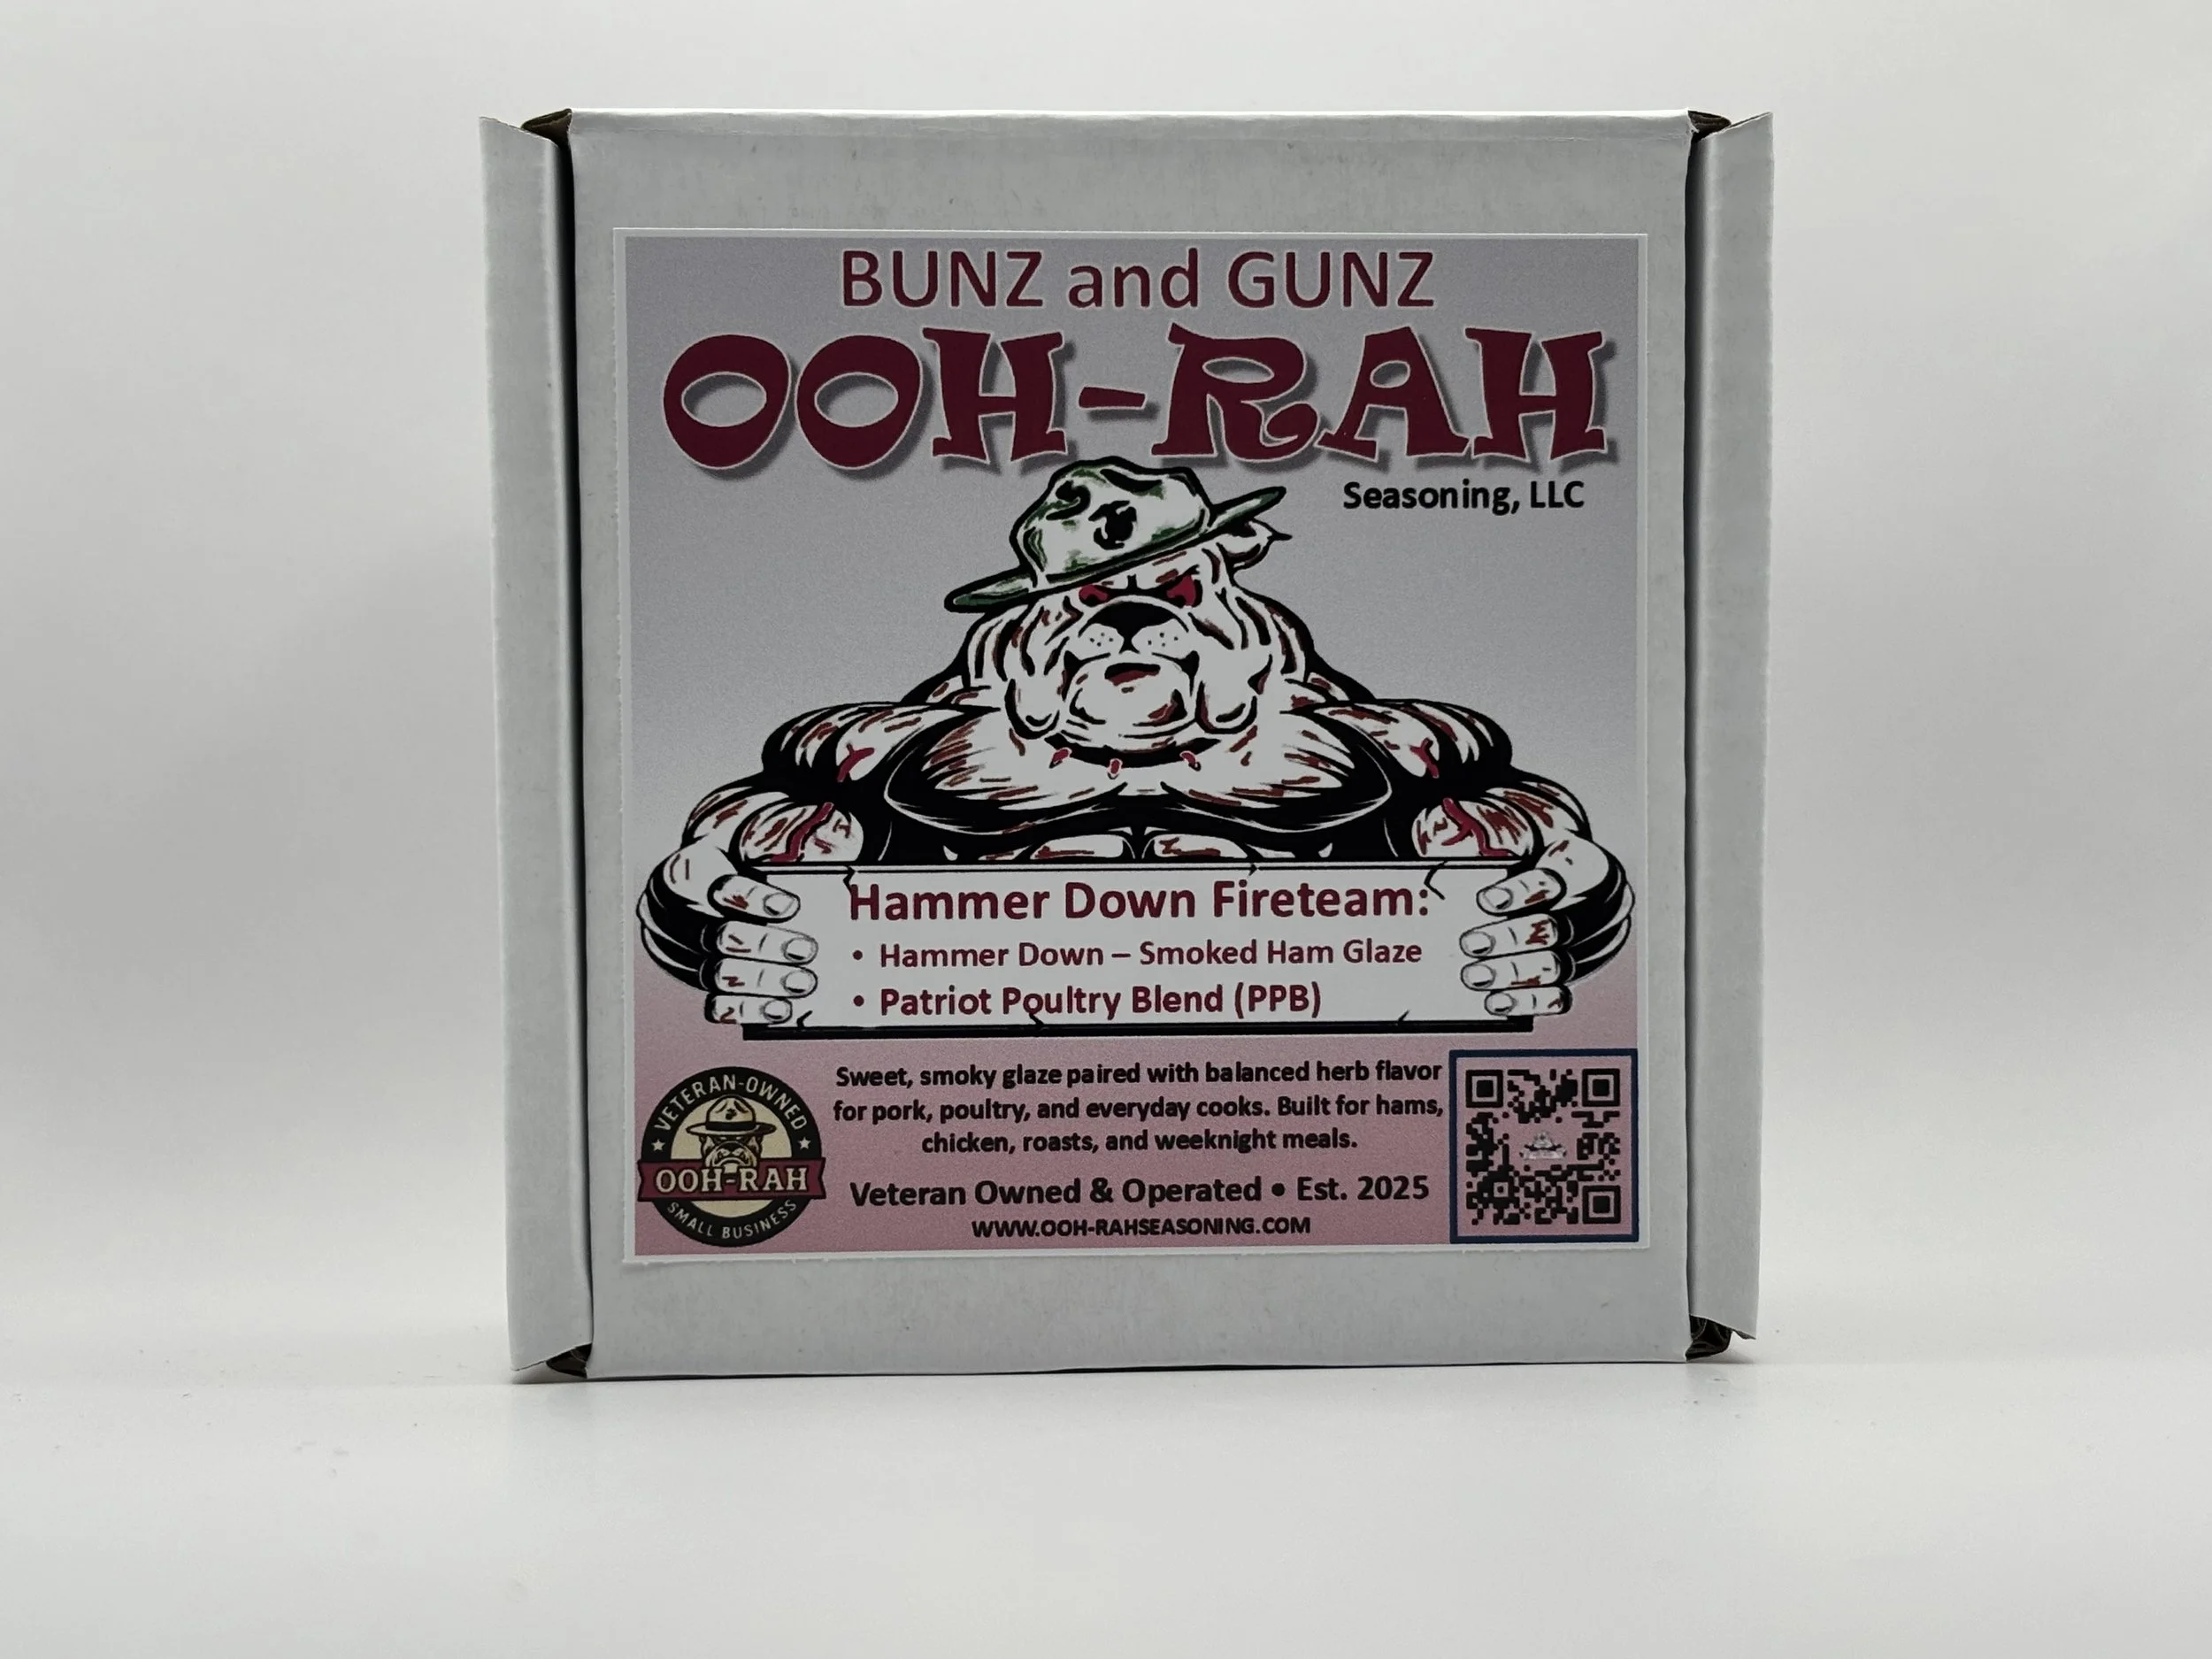 BUNZ and GUNZ
OOH-RAH
Seasoning, LLC
Hammer Down Fireteam:
• Hammer Down – Smoked Ham Glaze
• Patriot Poultry Blend (PPB)
Sweet, smoky glaze paired with balanced herb flavor
for pork, poultry, and everyday cooks. Built for hams,
chicken, roasts, and weeknight meals.
Veteran Owned & Operated • Est. 2025
WWW.OOH-RAHSEASONING.COM
VETERAN-OWNED
OOH-RAH
SMALL BUSINESS